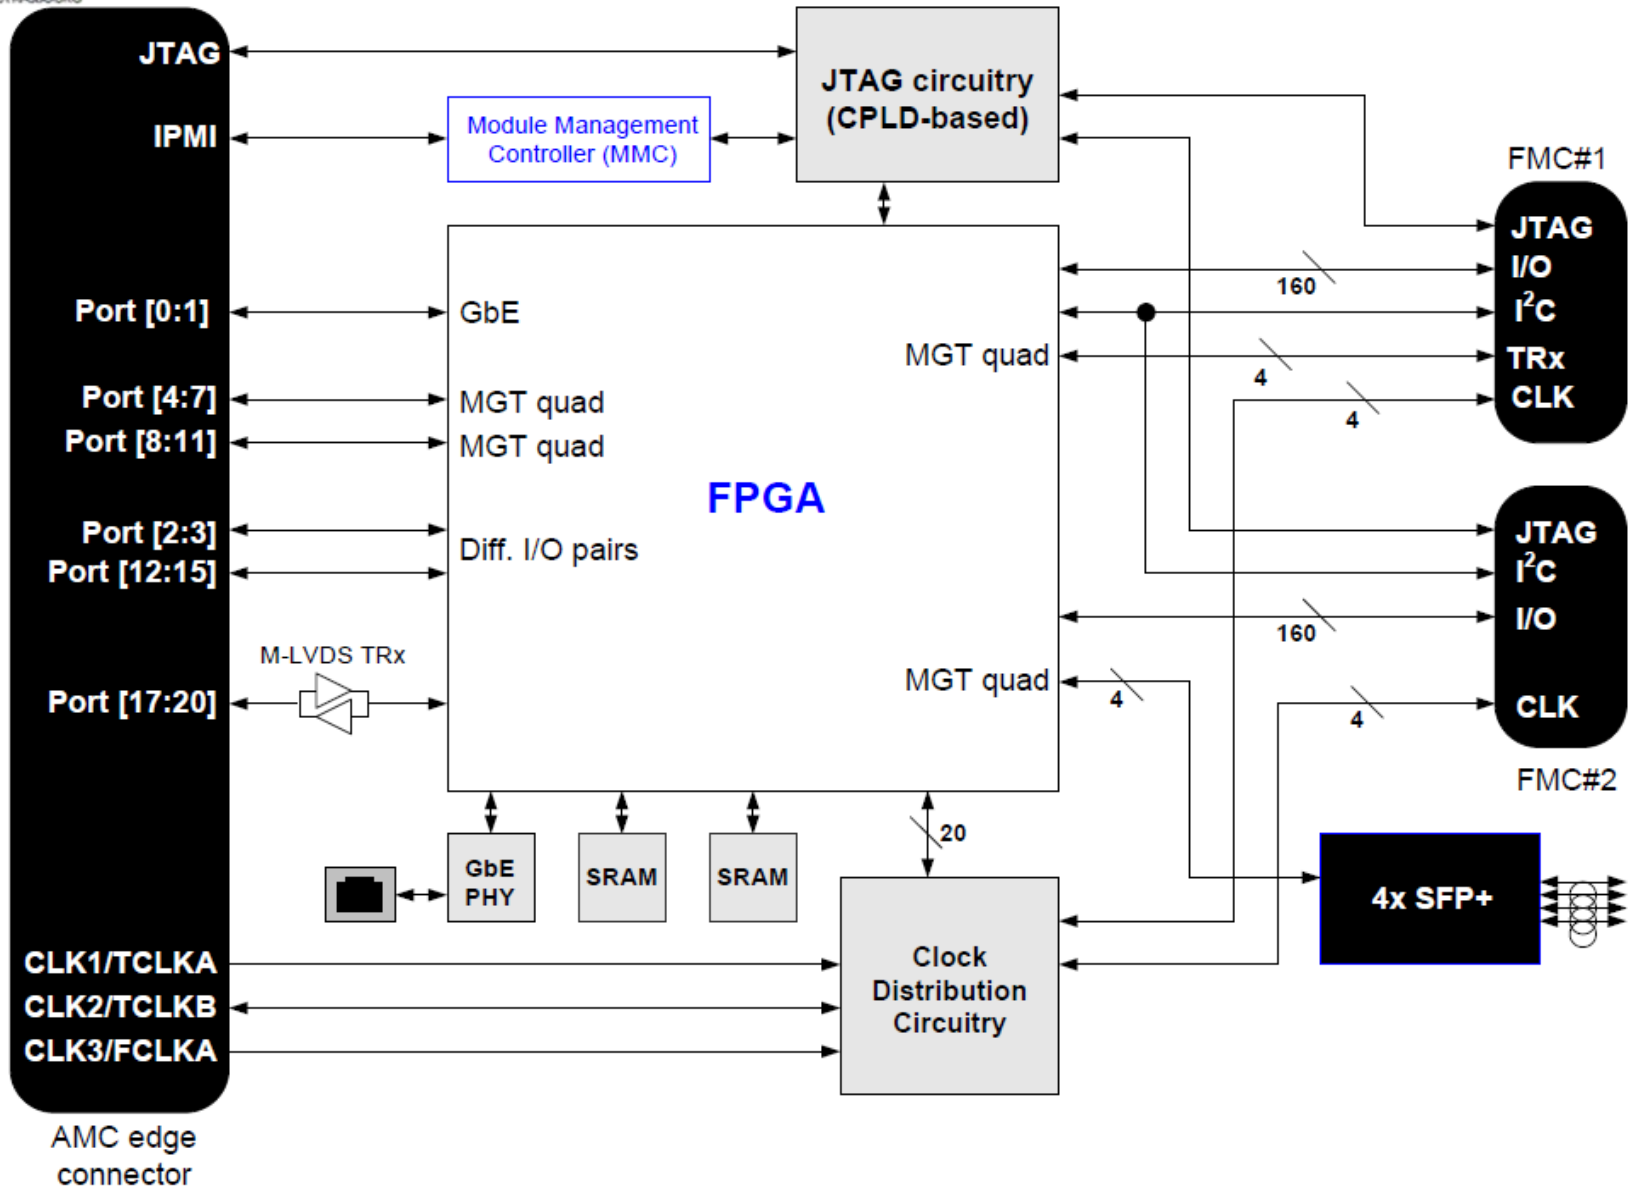 JTAG
IPMI
Port [0:1]
Port [4:7]
Port [8:11]
Port [2:3]
Port [12:15]
Port [17:20]
CLK1/TCLKA
CLK2/TCLKB
CLK3/FCLKA
AMC edge
connector
Module Management
Controller (MMC)
JTAG circuitry
(CPLD-based)
M-LVDS TRx
GbE
MGT quad
MGT quad
Diff. I/O pairs
FPGA
MGT quad
MGT quad
GbE
PHY
SRAM
SRAM
20
Clock
Distribution
Circuitry
160
4
4
160
4
4
FMC#1
JTAG
I/O
I²C
TRx
CLK
JTAG
I²C
I/O
CLK
FMC#2
4x SFP+